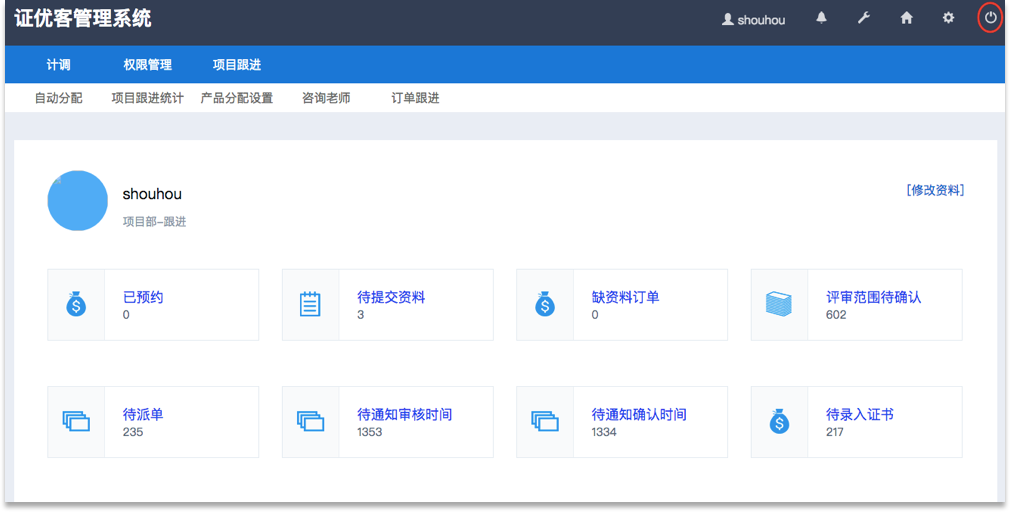 证优客管理系统
shouhou
计调 权限管理 项目跟进
自动分配 项目跟进统计 产品分配设置 咨询老师 订单跟进
shouhou
[修改资料]
项目部-跟进
已预约 待提交资料 缺资料订单 评审范围待确认
0 3 0 602
待派单 待通知审核时间 待通知确认时间 待录入证书
235 1353 1334 217